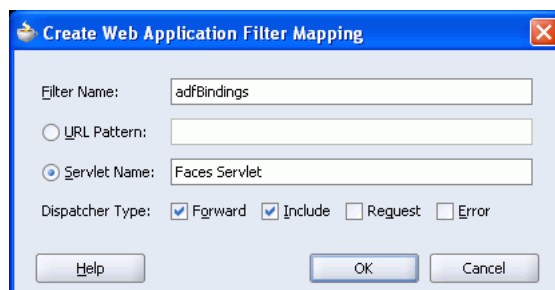 Create Web Application Filter Mapping
Filter Name: adfBindings
URL Pattern:
Servlet Name: Faces Servlet
Dispatcher Type: Forward Include Request Error
Help OK Cancel